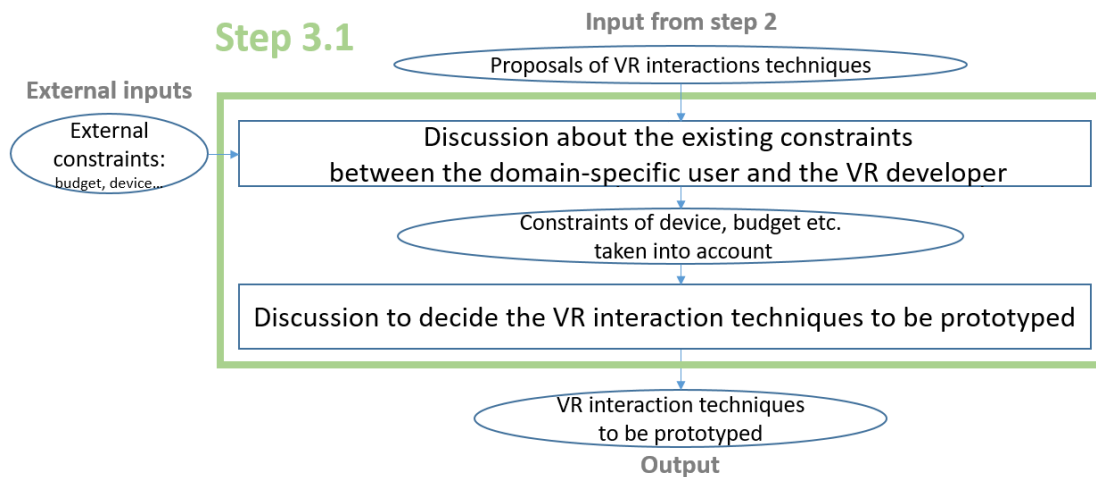 Step 3.1
Input from step 2
Proposals of VR interactions techniques
External inputs
External
constraints:
budget, device...
Discussion about the existing constraints
between the domain-specific user and the VR developer
Constraints of device, budget etc.
taken into account
Discussion to decide the VR interaction techniques to be prototyped
VR interaction techniques
to be prototyped
Output